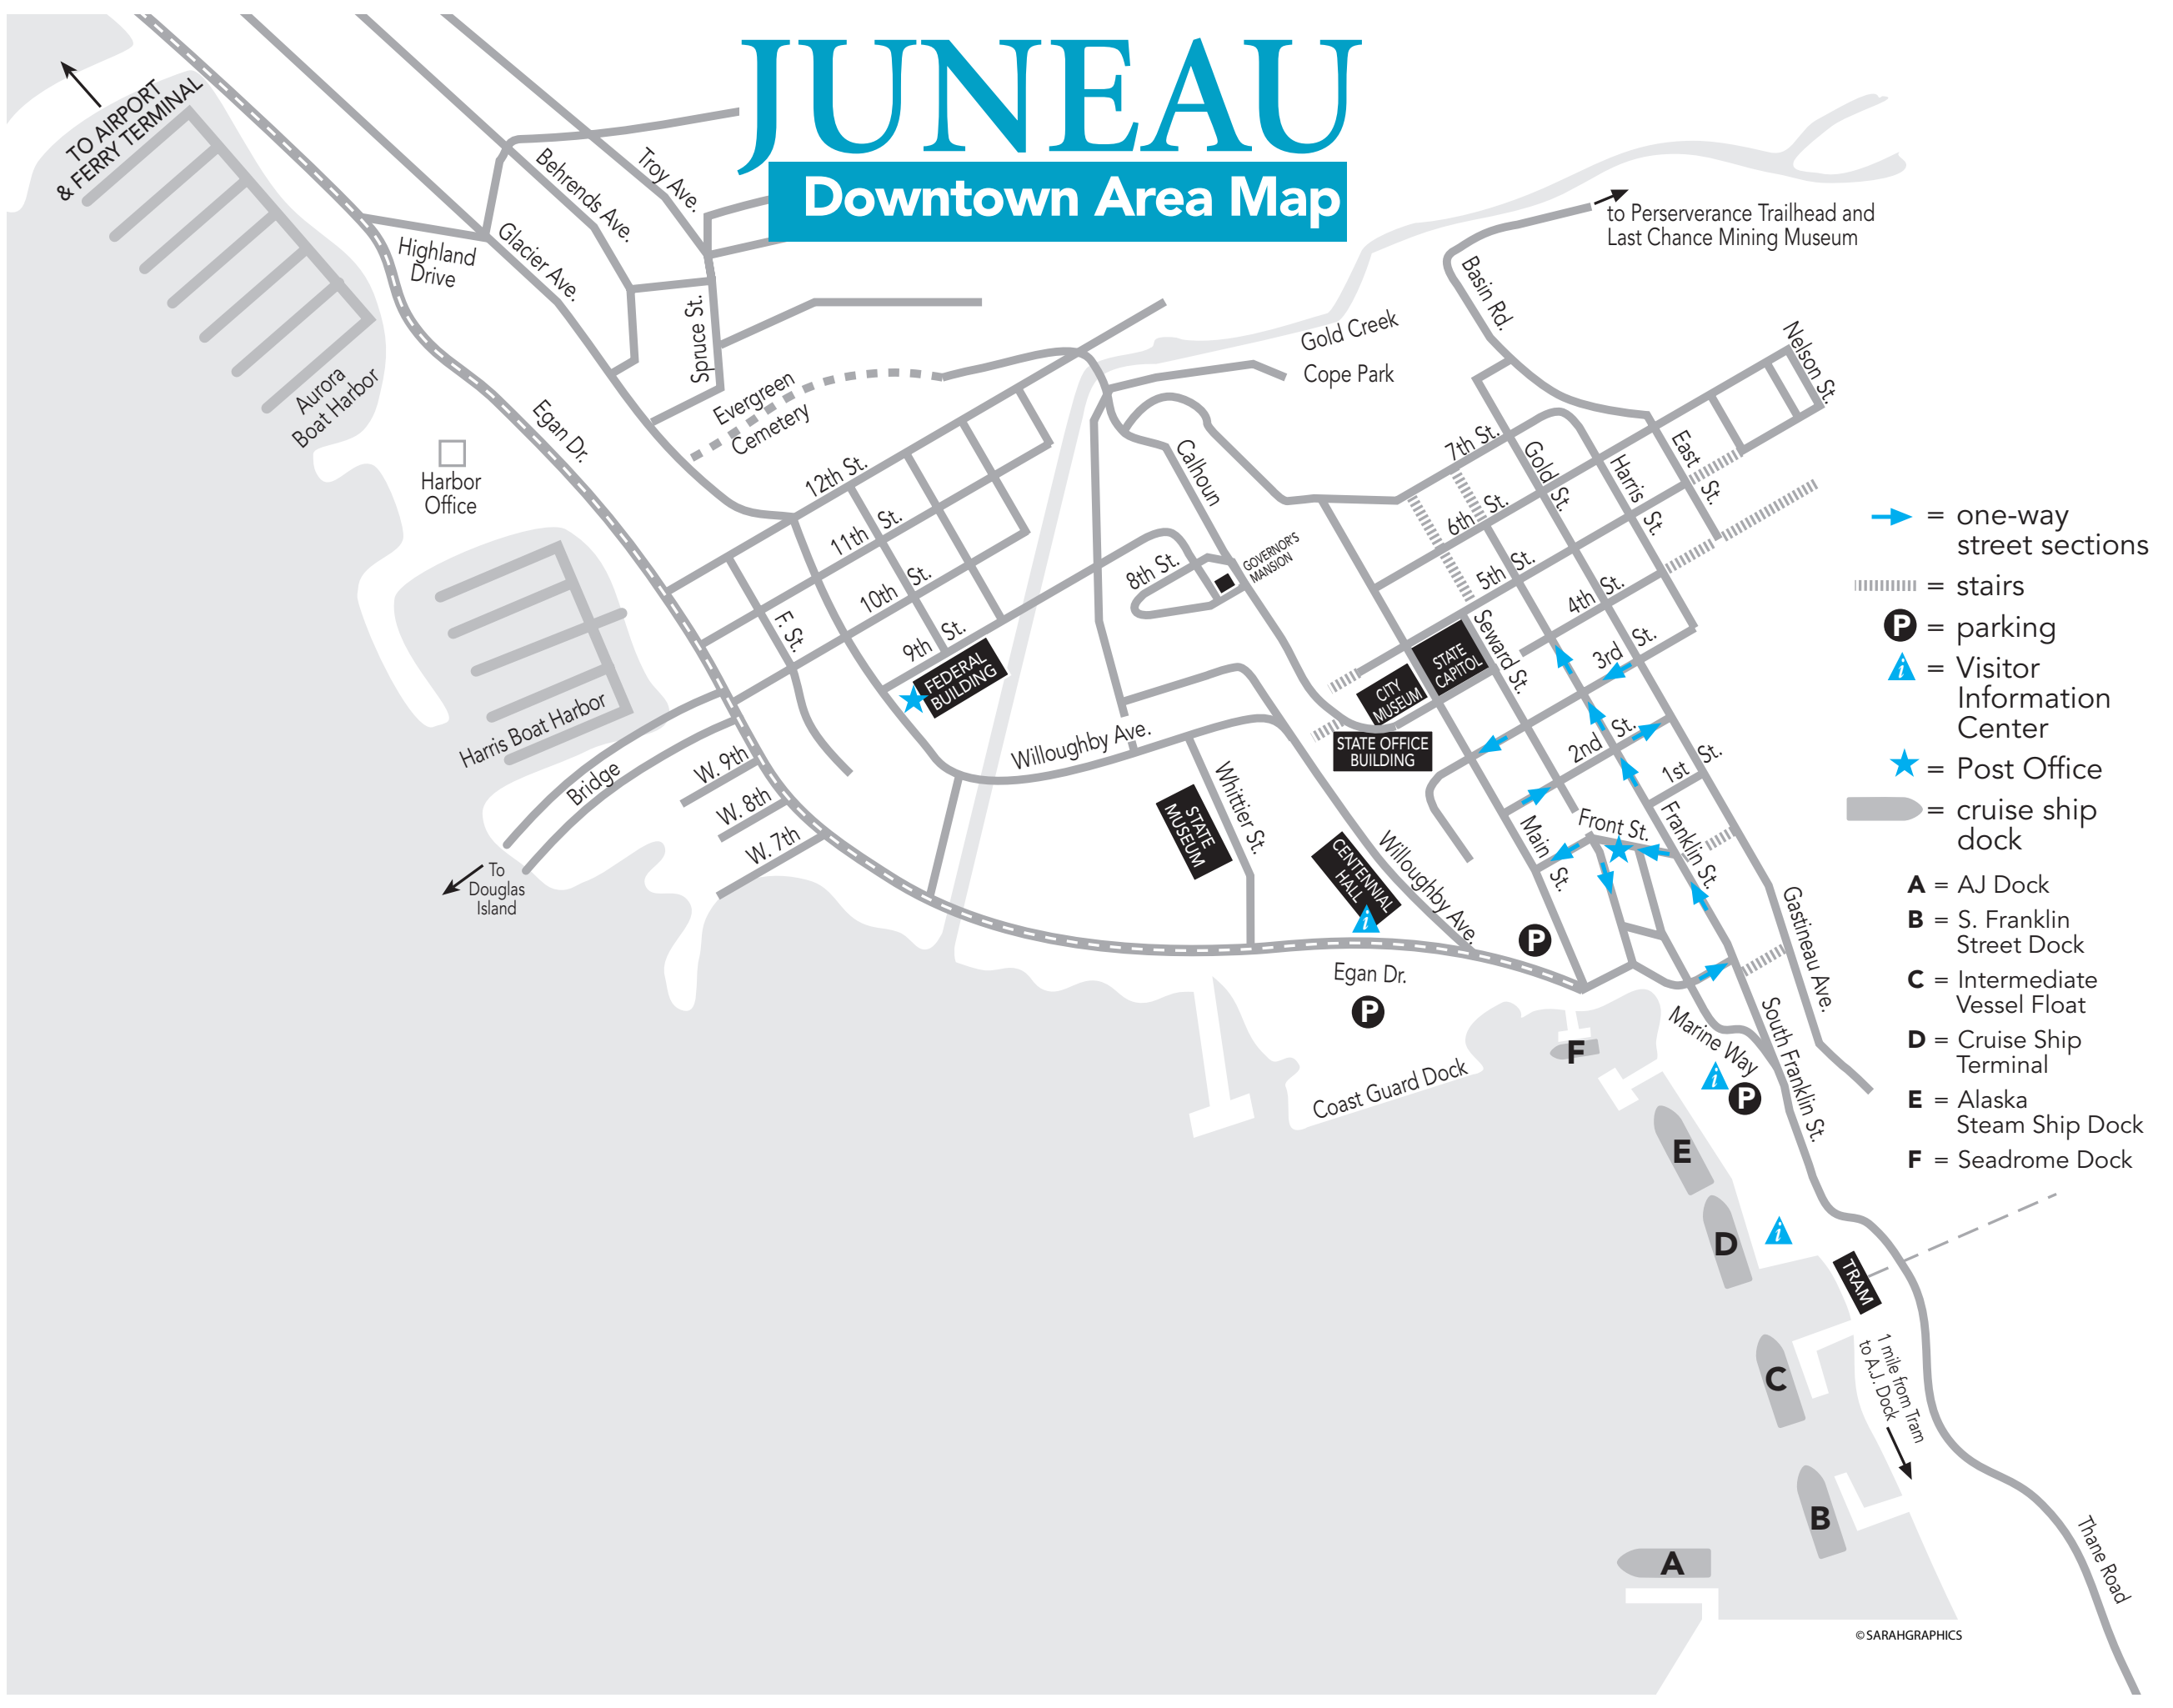 JUNEAU
Downtown Area Map
TO AIRPORT
& FERRY TERMINAL
Highland
Drive
Glacier Ave.
Behrends Ave.
Troy Ave.
Spruce St.
Aurora
Boat Harbor
Harbor
Office
Egan Dr.
Evergreen
Cemetery
Gold Creek
Cope Park
to Perserverance Trailhead and
Last Chance Mining Museum
Basin Rd.
Nelson St.
12th St.
11th St.
10th St.
9th St.
F. St.
8th St.
Calhoun
GOVERNOR'S
MANSION
FEDERAL
BUILDING
7th St.
6th St.
5th St.
4th St.
3rd St.
2nd St.
1st St.
Gold St.
Harris St.
East St.
Seward St.
STATE
CAPITOL
CITY
MUSEUM
STATE OFFICE
BUILDING
Harris Boat Harbor
Bridge
W. 9th
W. 8th
W. 7th
To
Douglas
Island
Willoughby Ave.
Whittier St.
STATE
MUSEUM
CENTENNIAL
HALL
i
Willoughby Ave.
Main St.
Front St.
Franklin St.
Gastineau Ave.
P
Egan Dr.
P
Coast Guard Dock
Marine Way
i
P
South Franklin St.
F
E
D
i
TRAM
C
1 mile from Tram
to A.J. Dock
B
A
Thane Road
= one-way
street sections
= stairs
P = parking
i = Visitor
Information
Center
= Post Office
= cruise ship
dock
A = AJ Dock
B = S. Franklin
Street Dock
C = Intermediate
Vessel Float
D = Cruise Ship
Terminal
E = Alaska
Steam Ship Dock
F = Seadrome Dock
© SARAHGRAPHICS